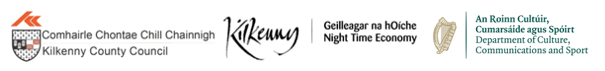 Comhairle Chontae Chill Chainnigh
Kilkenny County Council
Kilkenny
Geilleagar na hOíche
Night Time Economy
An Roinn Cultúir,
Cumarsáide agus Spóirt
Department of Culture,
Communications and Sport